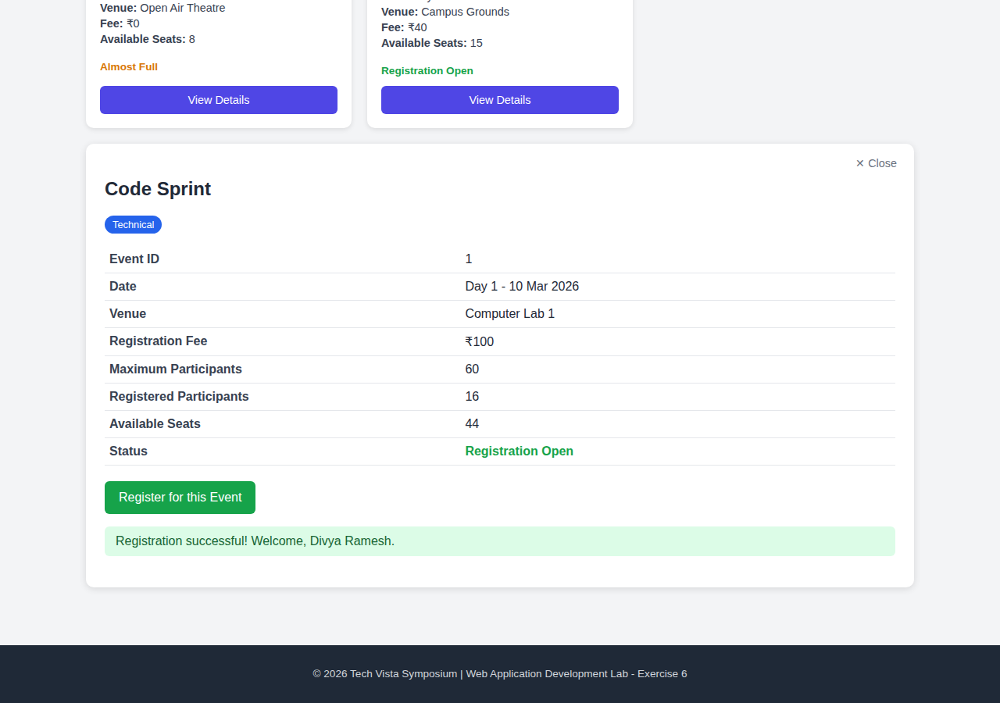 Venue: Open Air Theatre
Fee: ₹0
Available Seats: 8
Almost Full
View Details
Venue: Campus Grounds
Fee: ₹40
Available Seats: 15
Registration Open
View Details
✕ Close
Code Sprint
Technical
Event ID 1
Date Day 1 - 10 Mar 2026
Venue Computer Lab 1
Registration Fee ₹100
Maximum Participants 60
Registered Participants 16
Available Seats 44
Status Registration Open
Register for this Event
Registration successful! Welcome, Divya Ramesh.
© 2026 Tech Vista Symposium | Web Application Development Lab - Exercise 6